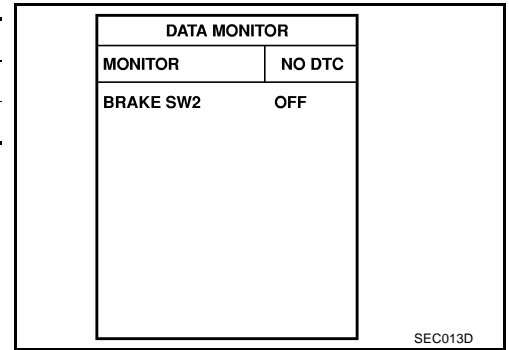 DATA MONITOR
MONITOR NO DTC
BRAKE SW2 OFF
SEC013D